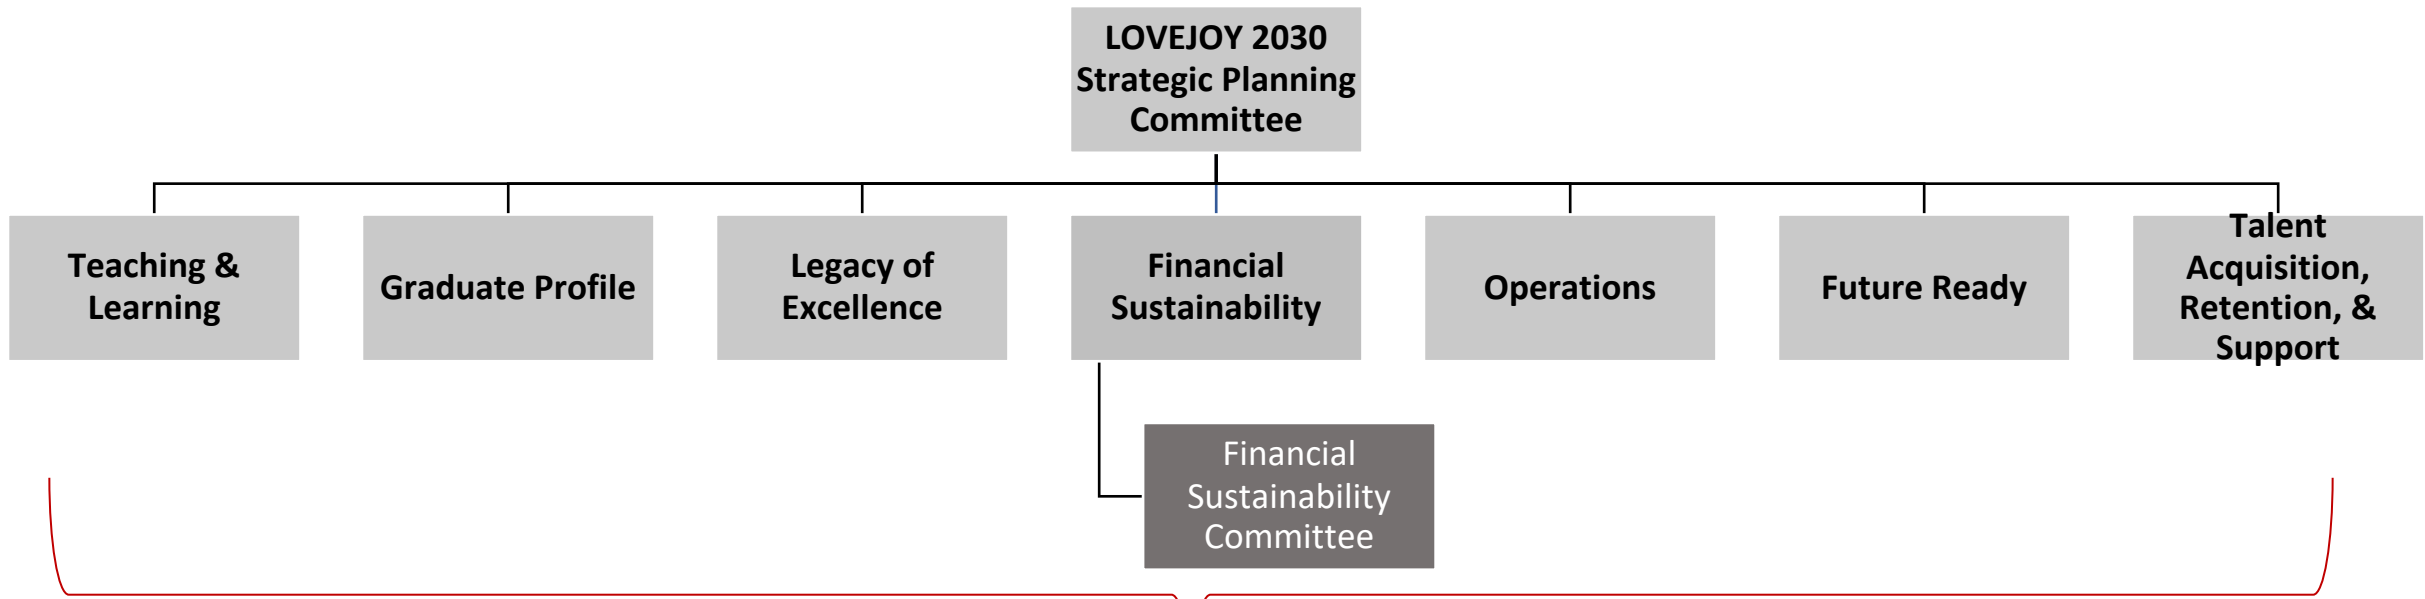 LOVEJOY 2030
Strategic Planning
Committee
Teaching &
Learning
Graduate Profile
Legacy of
Excellence
Financial
Sustainability
Operations
Future Ready
Talent
Acquisition,
Retention, &
Support
Financial
Sustainability
Committee